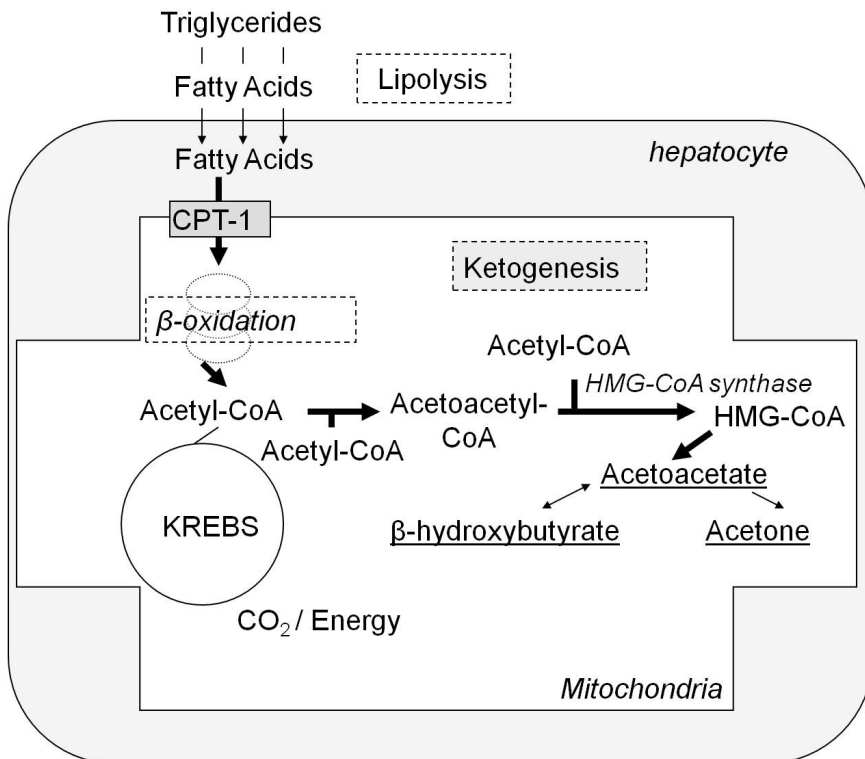 Triglycerides
Fatty Acids
Lipolysis
Fatty Acids
hepatocyte
CPT-1
Ketogenesis
β-oxidation
Acetyl-CoA
HMG-CoA synthase
Acetyl-CoA
Acetoacetyl-
CoA
HMG-CoA
Acetyl-CoA
Acetoacetate
KREBS
β-hydroxybutyrate
Acetone
CO₂ / Energy
Mitochondria